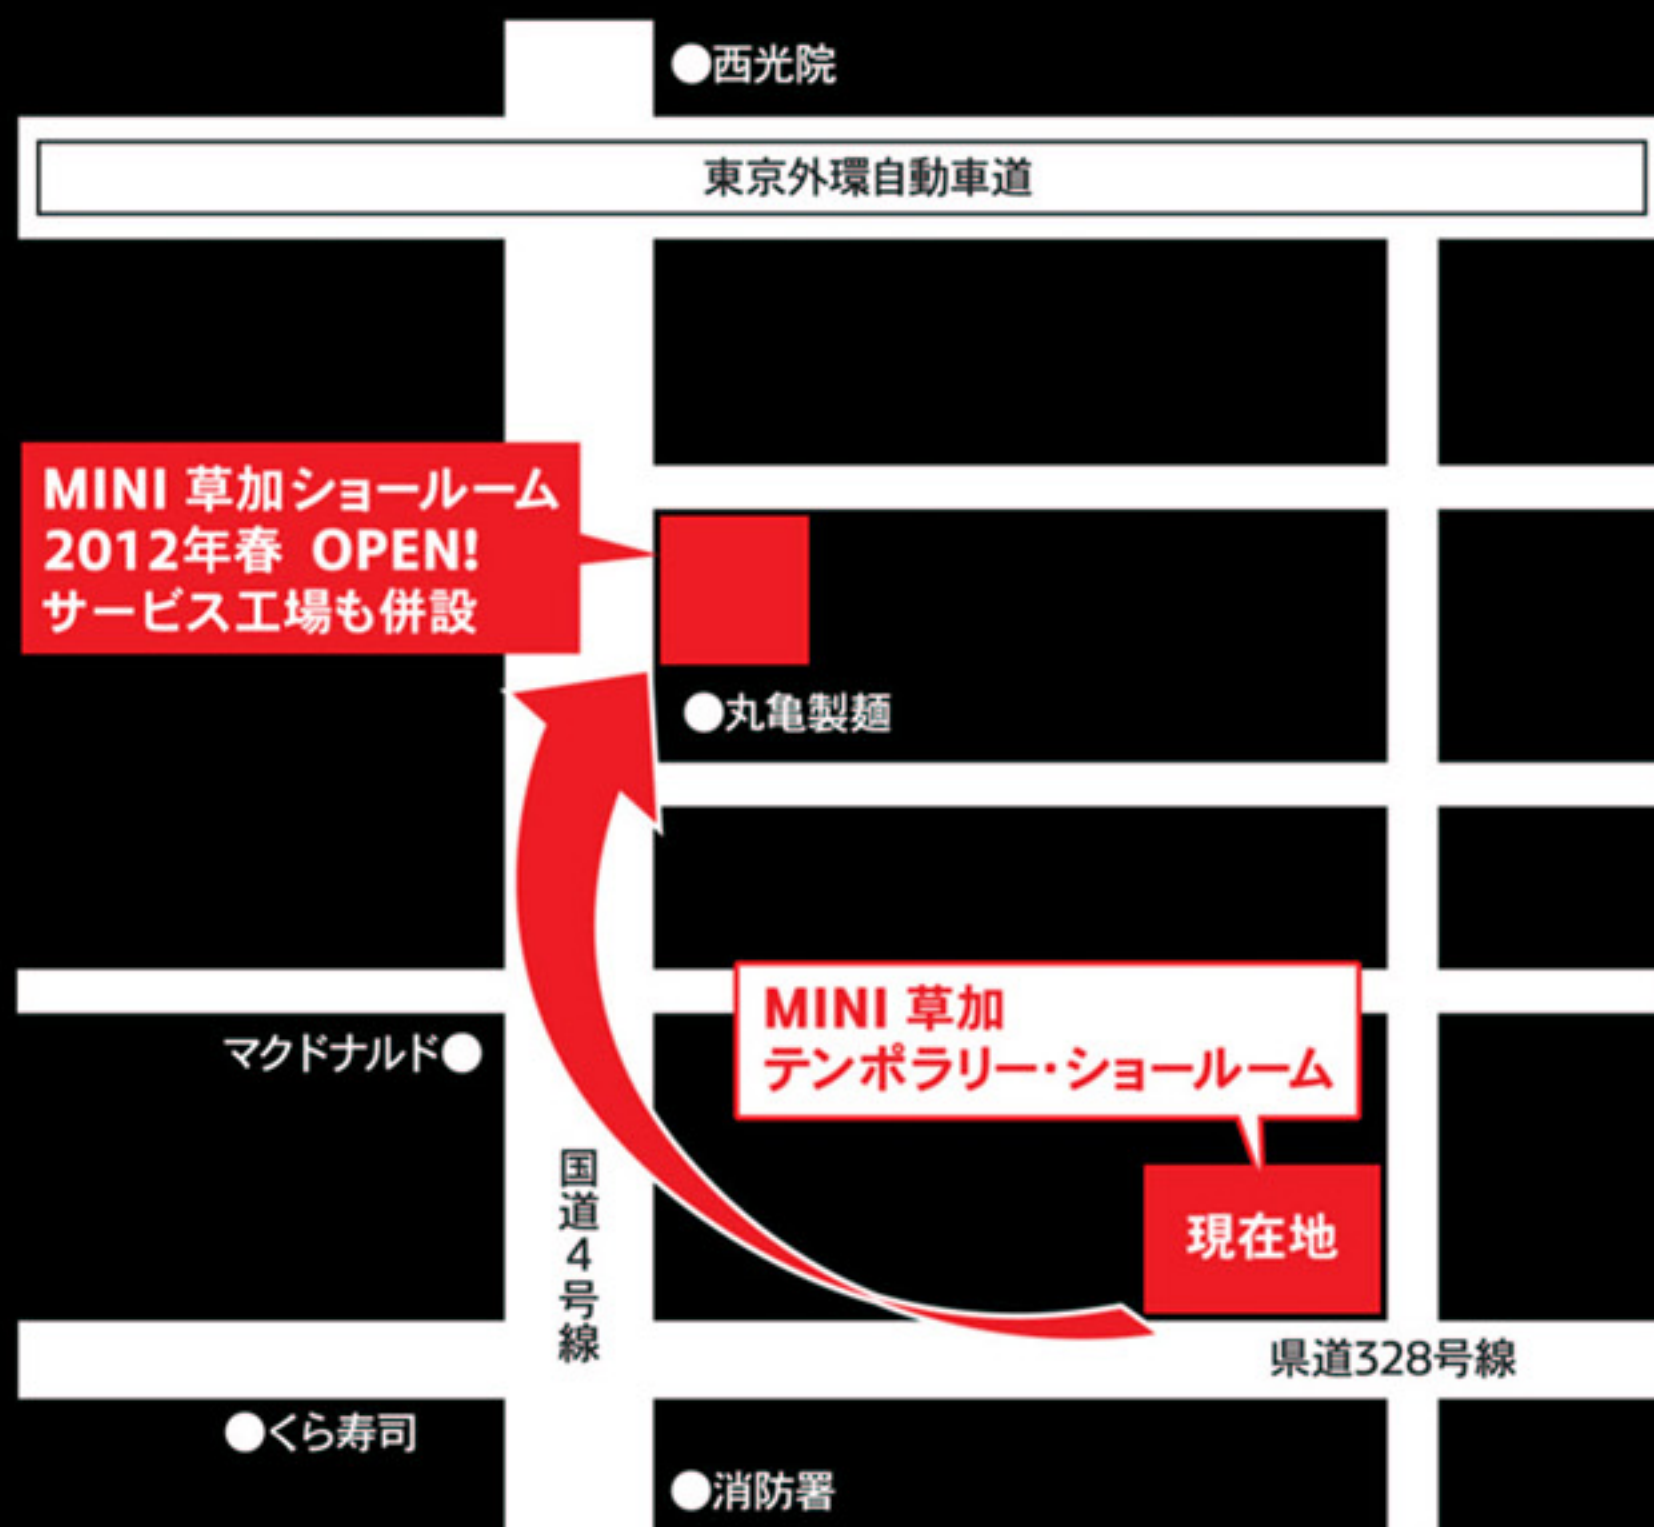 ●西光院
東京外環自動車道
MINI 草加ショールーム
2012年春 OPEN!
サービス工場も併設
●丸亀製麺
MINI 草加
テンポラリー・ショールーム
マクドナルド●
国道4号線
現在地
県道328号線
●くら寿司
●消防署